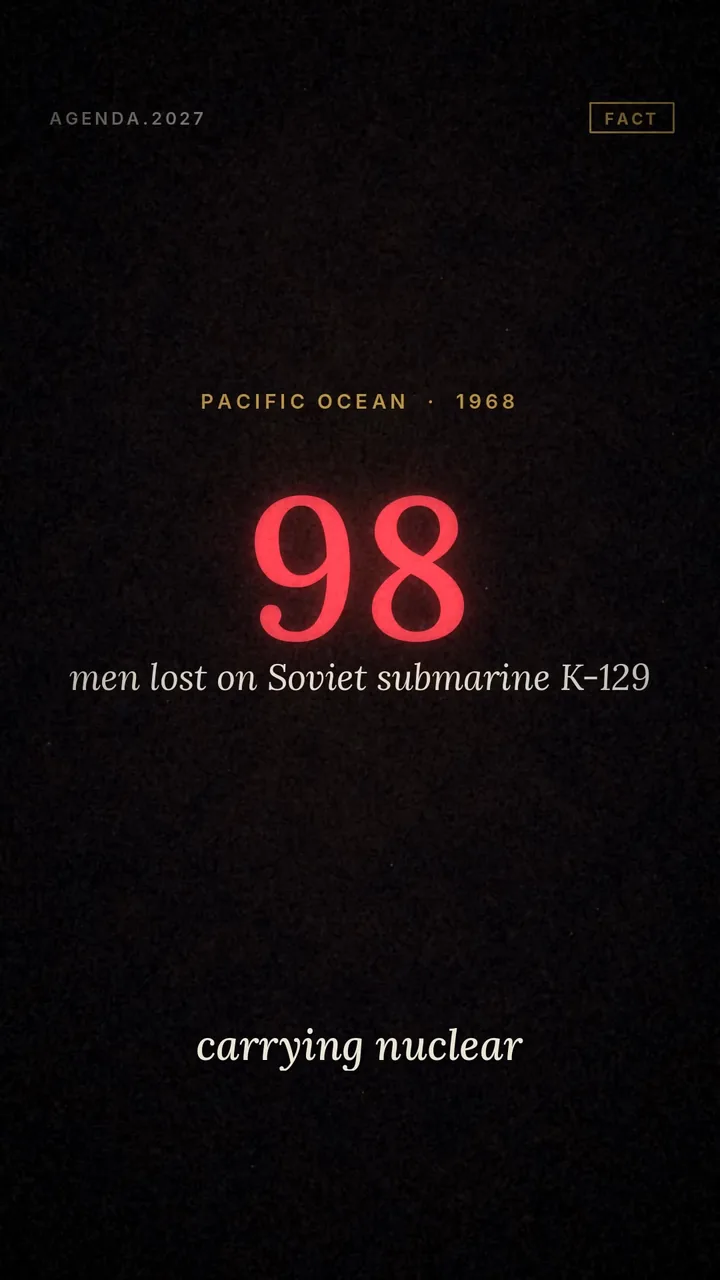 AGENDA.2027
FACT
PACIFIC OCEAN · 1968
98
men lost on Soviet submarine K-129
carrying nuclear